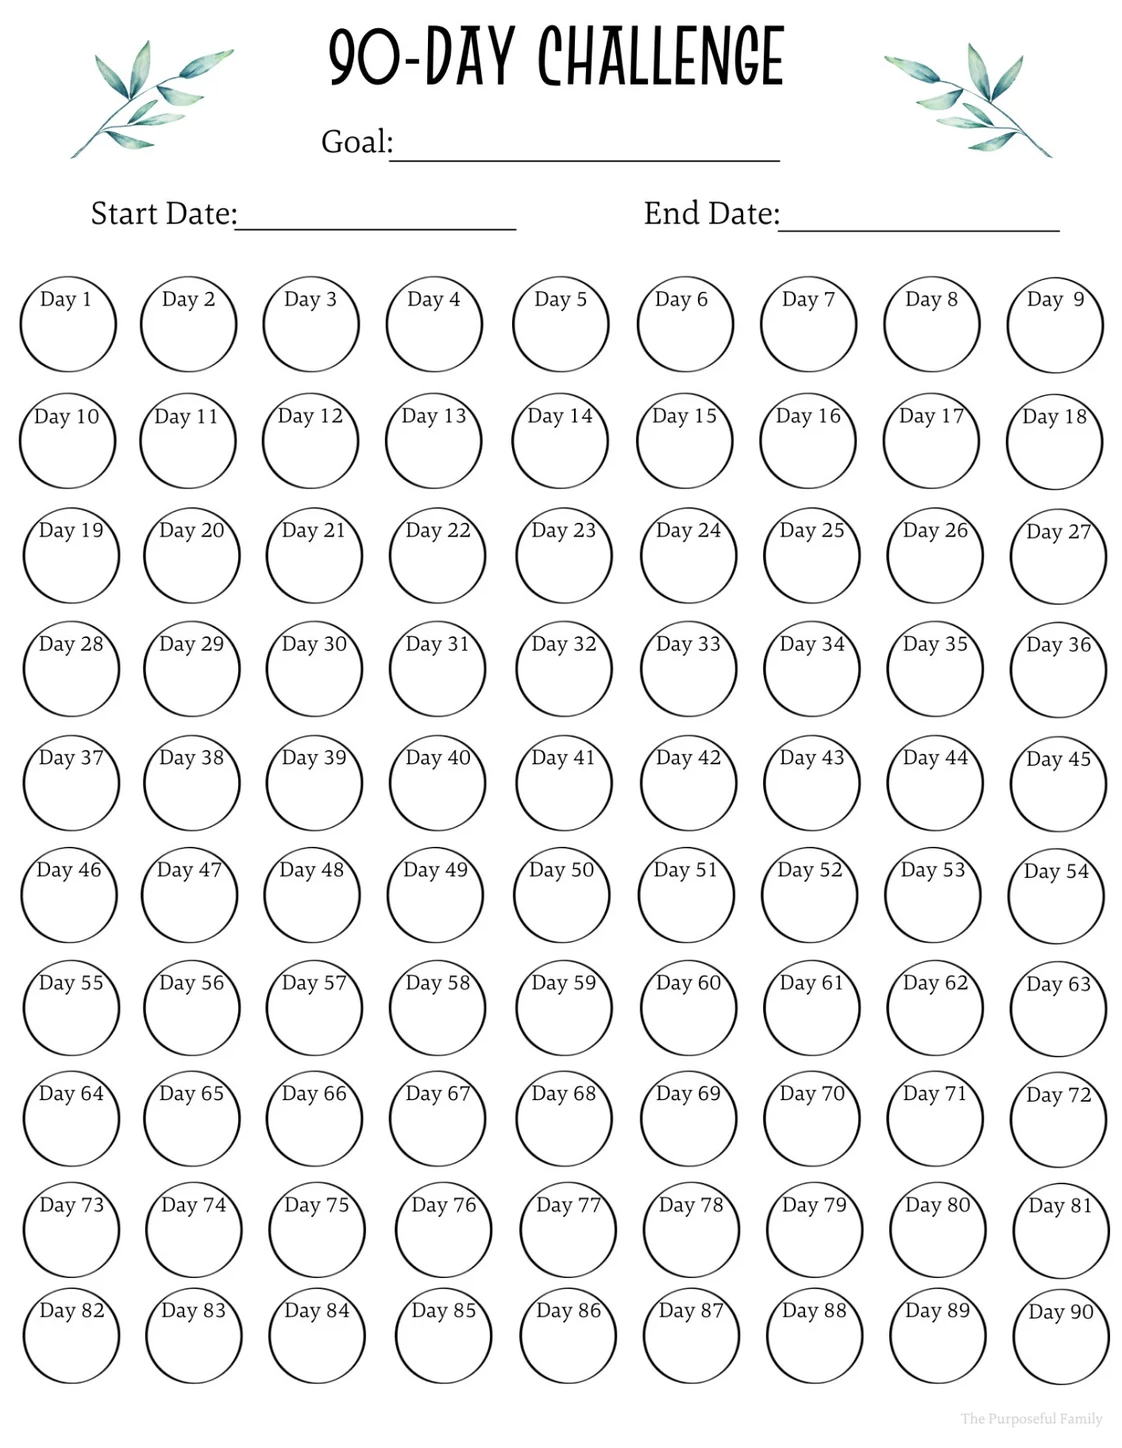 90-DAY CHALLENGE
Goal:
Start Date: End Date:
Day 1 Day 2 Day 3 Day 4 Day 5 Day 6 Day 7 Day 8 Day 9
Day 10 Day 11 Day 12 Day 13 Day 14 Day 15 Day 16 Day 17 Day 18
Day 19 Day 20 Day 21 Day 22 Day 23 Day 24 Day 25 Day 26 Day 27
Day 28 Day 29 Day 30 Day 31 Day 32 Day 33 Day 34 Day 35 Day 36
Day 37 Day 38 Day 39 Day 40 Day 41 Day 42 Day 43 Day 44 Day 45
Day 46 Day 47 Day 48 Day 49 Day 50 Day 51 Day 52 Day 53 Day 54
Day 55 Day 56 Day 57 Day 58 Day 59 Day 60 Day 61 Day 62 Day 63
Day 64 Day 65 Day 66 Day 67 Day 68 Day 69 Day 70 Day 71 Day 72
Day 73 Day 74 Day 75 Day 76 Day 77 Day 78 Day 79 Day 80 Day 81
Day 82 Day 83 Day 84 Day 85 Day 86 Day 87 Day 88 Day 89 Day 90
The Purposeful Family